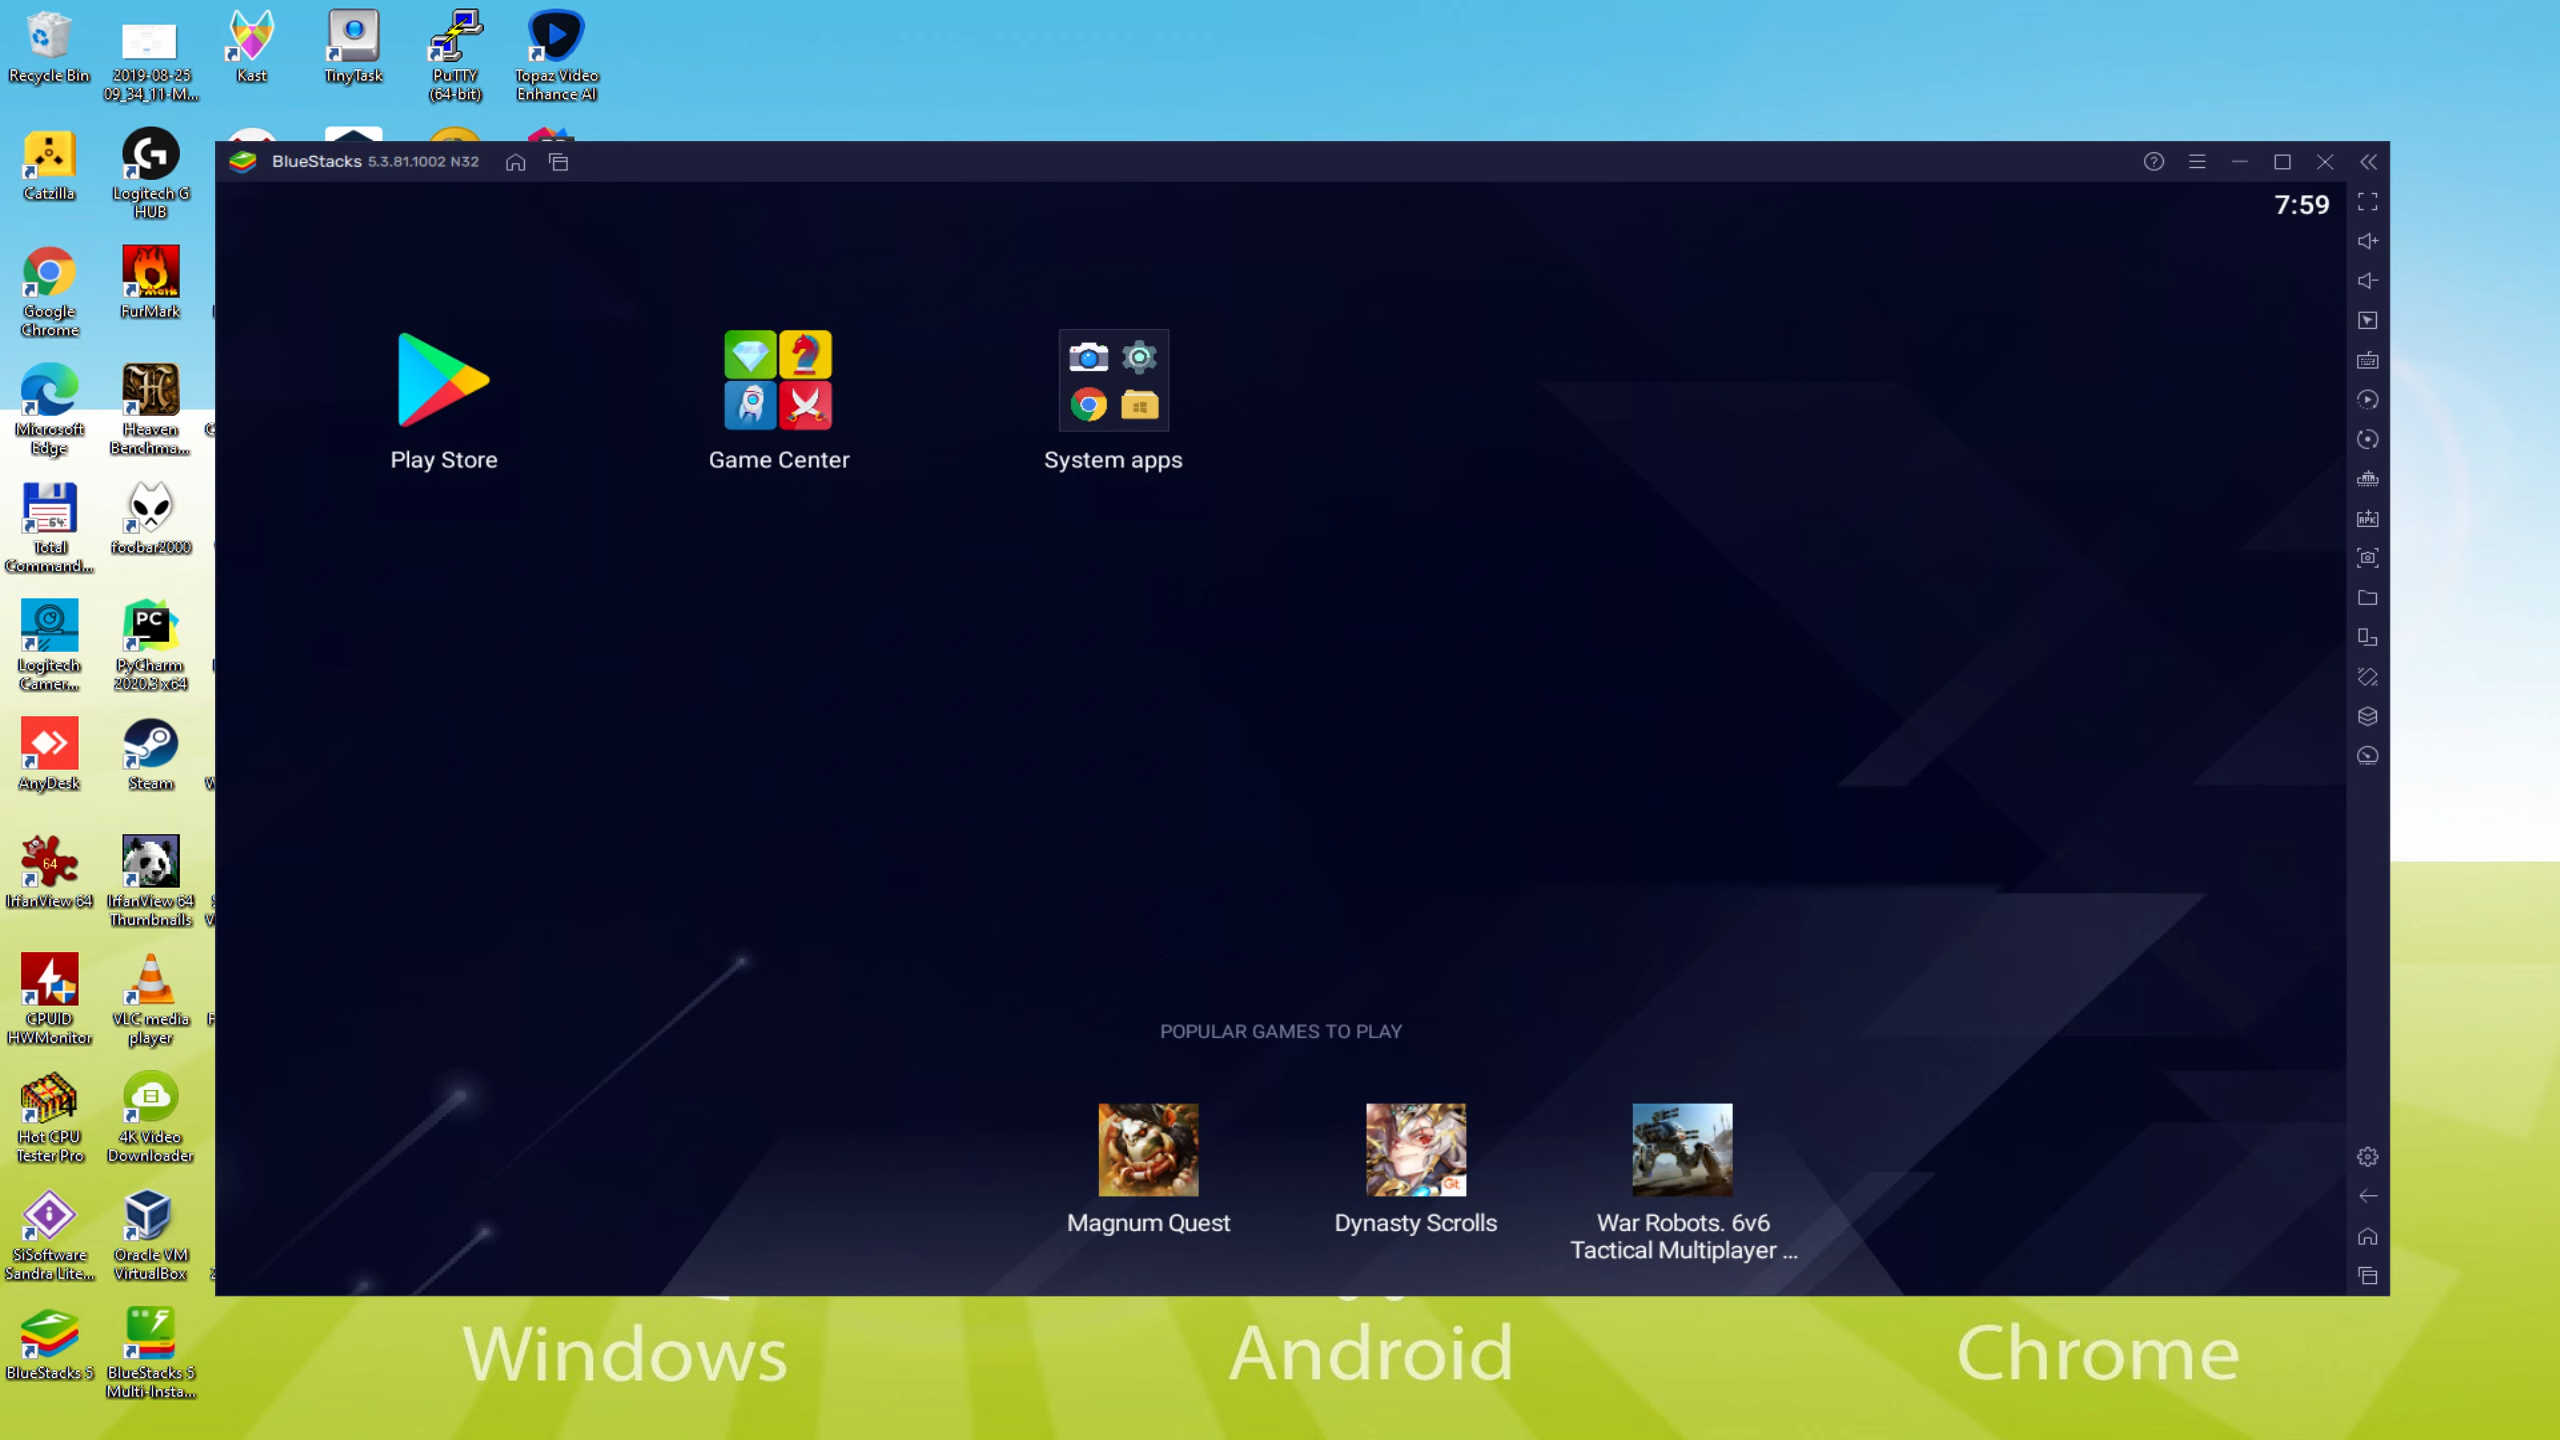 Recycle Bin
2019-08-25
09_34_11-M...
Kast
TinyTask
PuTTY
(64-bit)
Topaz Video
Enhance AI
Catzilla
Logitech G
HUB
Google
Chrome
FurMark
Microsoft
Edge
Heaven
Benchma...
Total
Command...
foobar2000
Logitech
Camer...
PC
PyCharm
2020.3 x64
AnyDesk
Steam
IrfanView 64
IrfanView 64
Thumbnails
CPUID
HWMonitor
VLC media
player
Hot CPU
Tester Pro
4K Video
Downloader
SiSoftware
Sandra Lite...
Oracle VM
VirtualBox
BlueStacks 5
BlueStacks 5
Multi-Insta...
BlueStacks 5.3.81.1002 N32
7:59
Play Store
Game Center
System apps
POPULAR GAMES TO PLAY
Magnum Quest
Dynasty Scrolls
War Robots. 6v6
Tactical Multiplayer ...
Windows
Android
Chrome